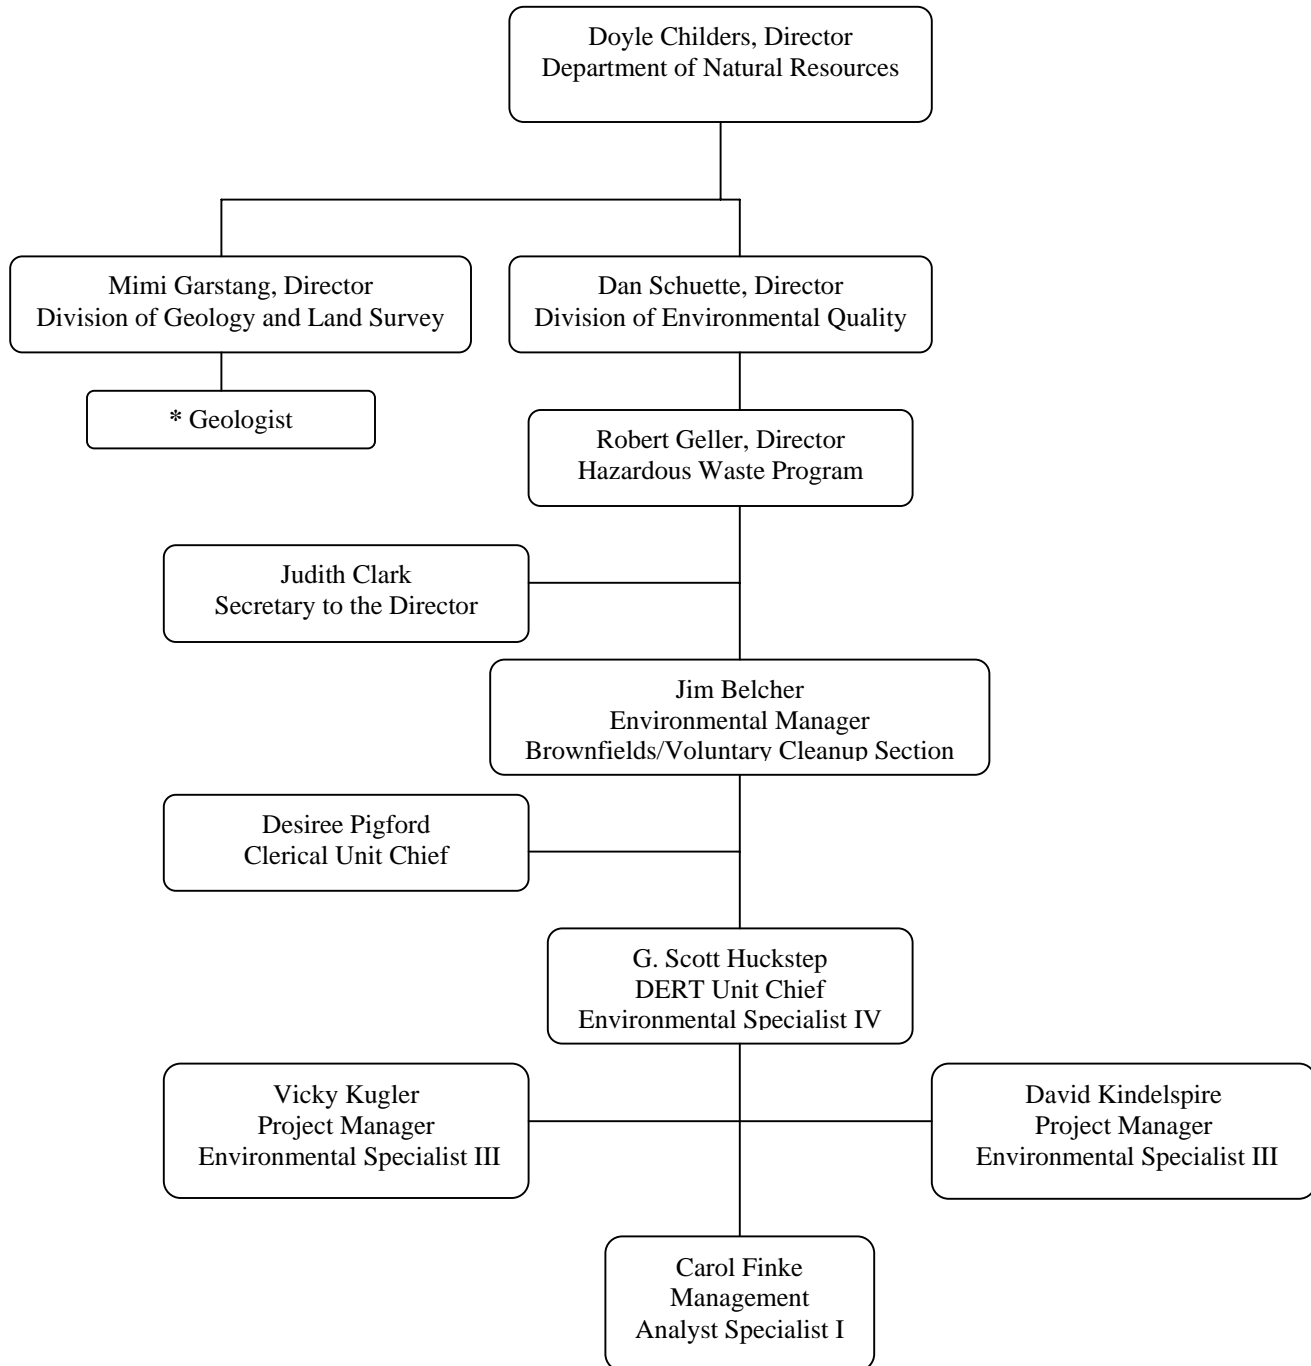 Doyle Childers, Director
Department of Natural Resources
Mimi Garstang, Director
Division of Geology and Land Survey
Dan Schuette, Director
Division of Environmental Quality
* Geologist
Robert Geller, Director
Hazardous Waste Program
Judith Clark
Secretary to the Director
Jim Belcher
Environmental Manager
Brownfields/Voluntary Cleanup Section
Desiree Pigford
Clerical Unit Chief
G. Scott Huckstep
DERT Unit Chief
Environmental Specialist IV
Vicky Kugler
Project Manager
Environmental Specialist III
David Kindelspire
Project Manager
Environmental Specialist III
Carol Finke
Management
Analyst Specialist I